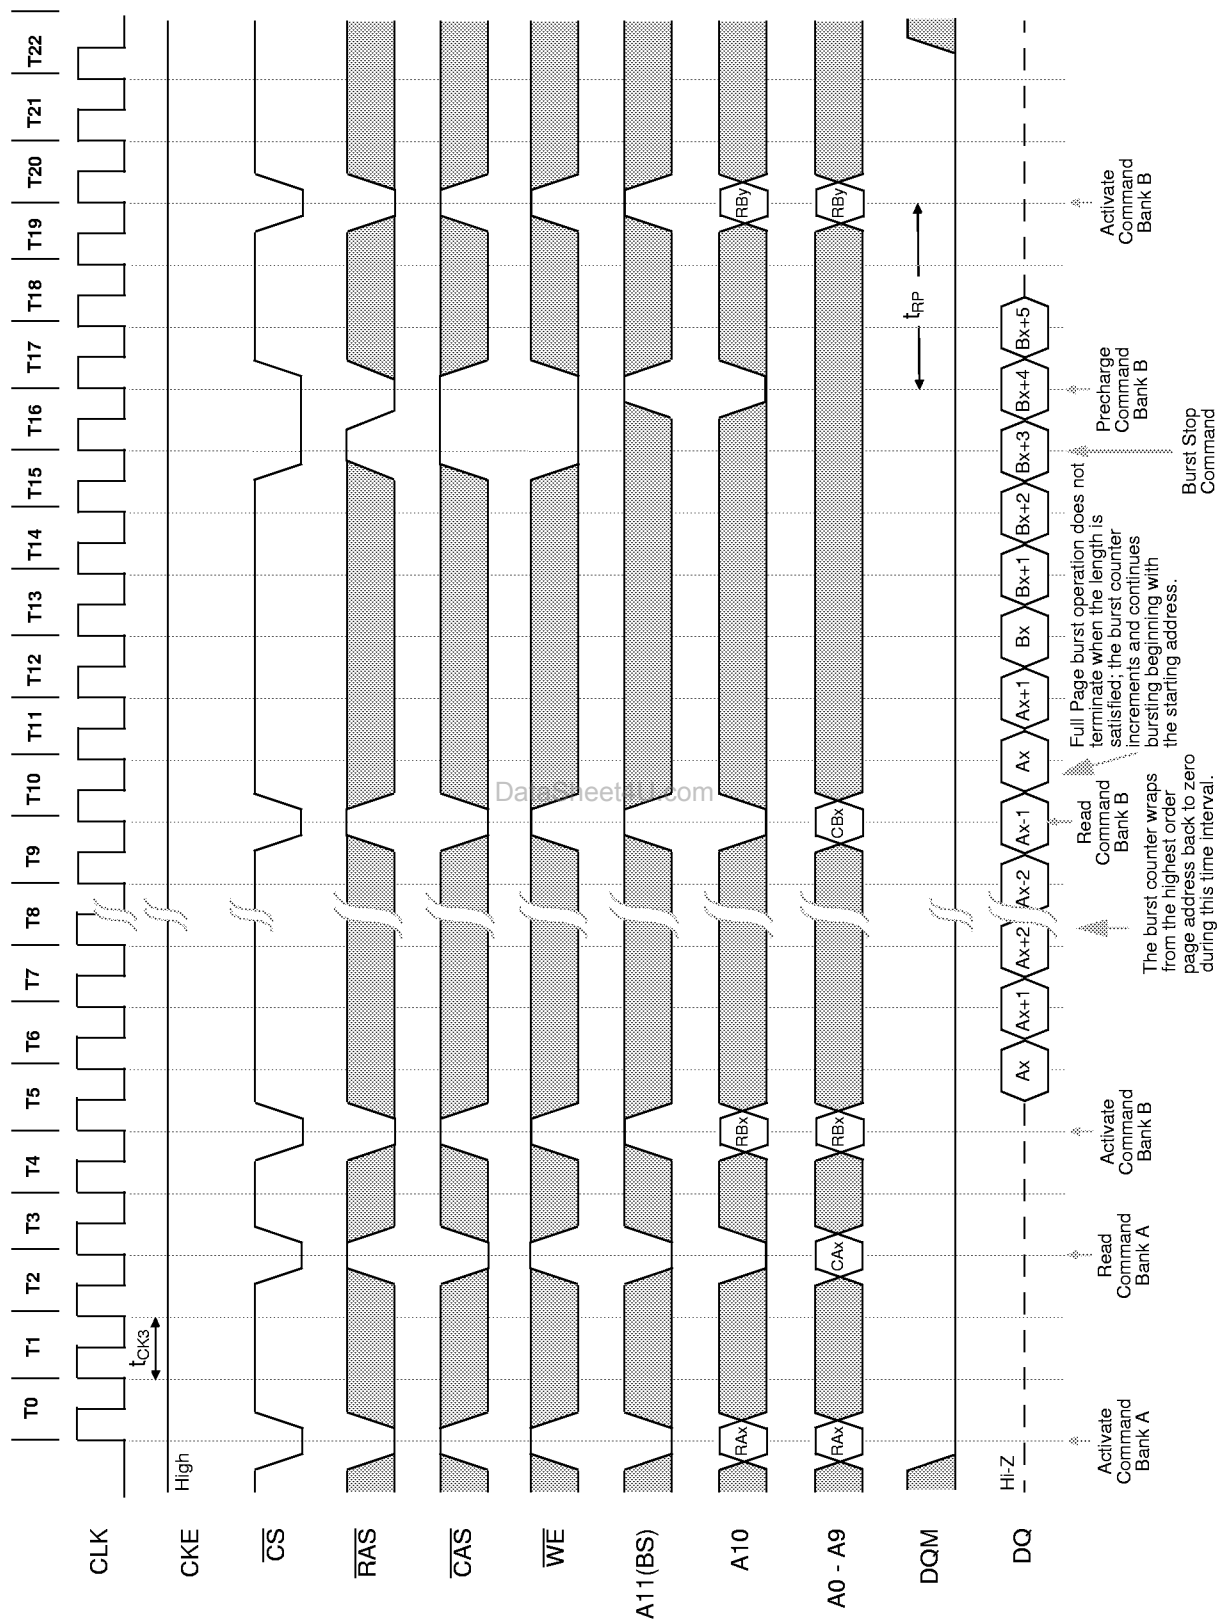 T0 T1 T2 T3 T4 T5 T6 T7 T8 T9 T10 T11 T12 T13 T14 T15 T16 T17 T18 T19 T20 T21 T22
CLK
tCK3
CKE
High
CS
RAS
CAS
WE
DataSheet4U.com
A11(BS)
A10
RAx RBx RBy
A0 - A9
RAx CAx RBx CBx RBy
DQM
tRP
DQ
Hi-Z
Ax Ax+1 Ax+2 Ax-2 Ax-1 Ax Ax+1 Bx Bx+1 Bx+2 Bx+3 Bx+4 Bx+5
Activate
Command
Bank A
Read
Command
Bank A
Activate
Command
Bank B
The burst counter wraps
from the highest order
page address back to zero
during this time interval.
Read
Command
Bank B
Full Page burst operation does not
terminate when the length is
satisfied; the burst counter
increments and continues
bursting beginning with
the starting address.
Burst Stop
Command
Precharge
Command
Bank B
Activate
Command
Bank B